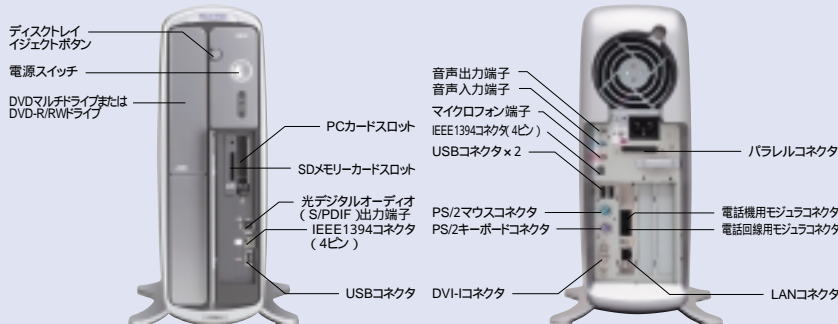 ディスクトレイ
イジェクトボタン
電源スイッチ
DVDマルチドライブまたは
DVD-R/RWドライブ
PCカードスロット
SDメモリーカードスロット
光デジタルオーディオ
(S/PDIF)出力端子
IEEE1394コネクタ
(4ピン)
USBコネクタ
音声出力端子
音声入力端子
マイクロフォン端子
IEEE1394コネクタ(4ピン)
USBコネクタ×2
PS/2マウスコネクタ
PS/2キーボードコネクタ
DVI-Iコネクタ
パラレルコネクタ
電話機用モジュラコネクタ
電話回線用モジュラコネクタ
LANコネクタ